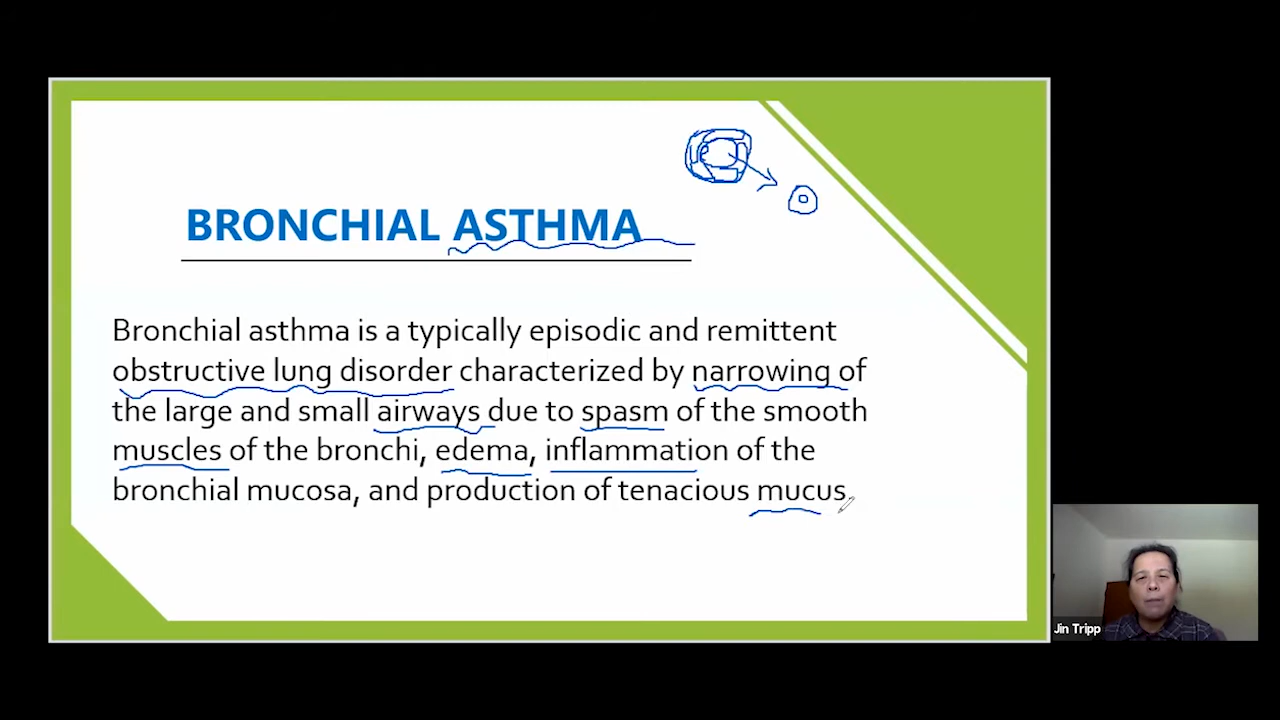 BRONCHIAL ASTHMA
Bronchial asthma is a typically episodic and remittent
obstructive lung disorder characterized by narrowing of
the large and small airways due to spasm of the smooth
muscles of the bronchi, edema, inflammation of the
bronchial mucosa, and production of tenacious mucus.
Jin Tripp